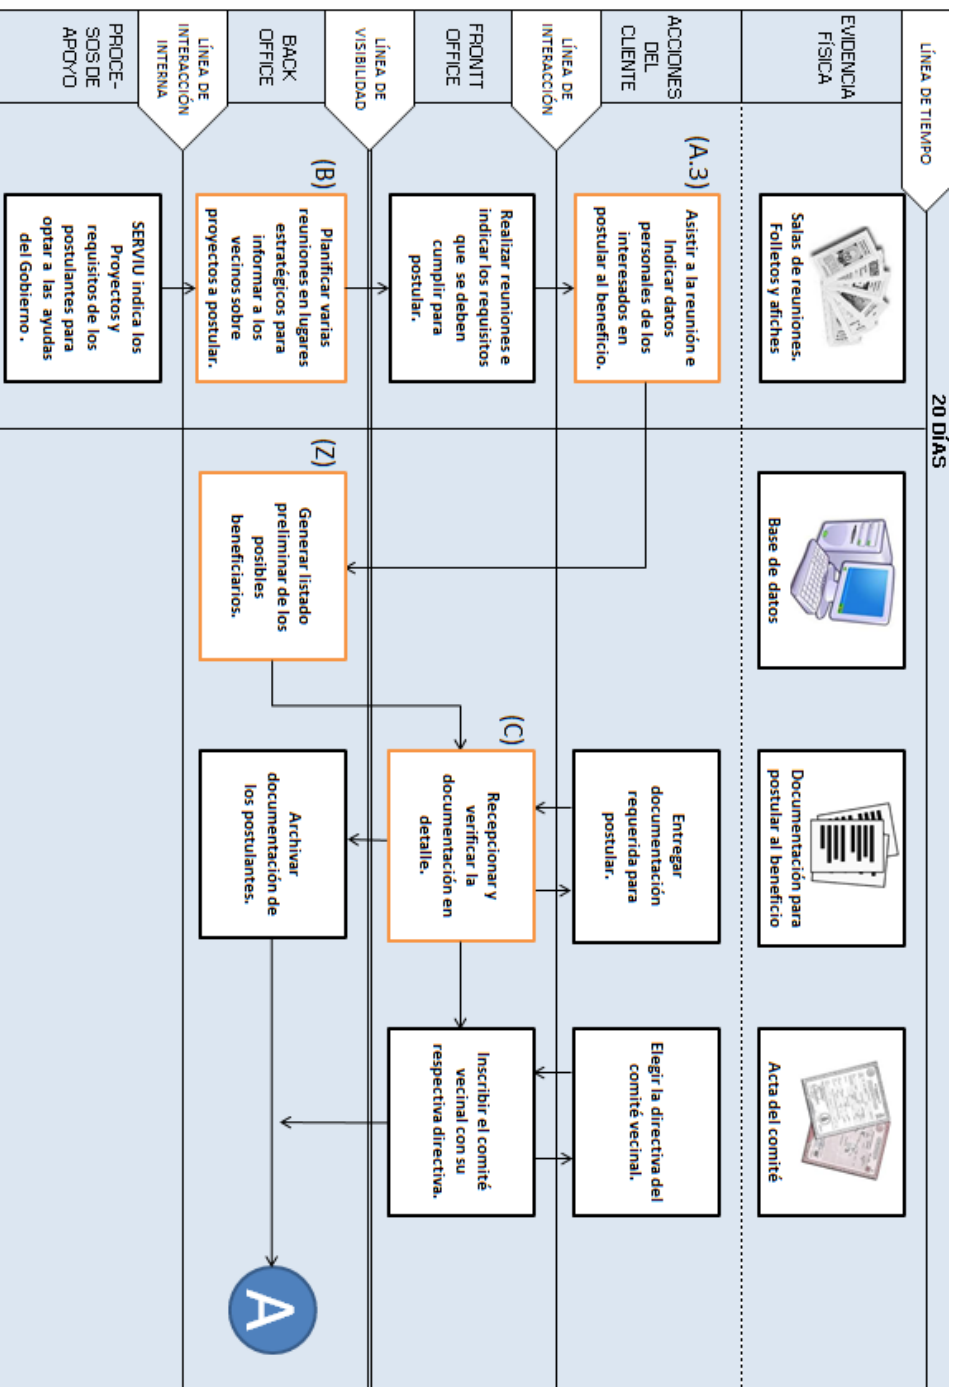 LÍNEA DE TIEMPO
20 DÍAS
EVIDENCIA
FÍSICA
Salas de reuniones.
Folletos y afiches
Base de datos
Documentación para
postular al beneficio
Acta del comité
ACCIONES
DEL
CLIENTE
(A.3)
Asistir a la reunión e
Indicar datos
personales de los
interesados en
postular al beneficio.
Entregar
documentación
requerida para
postular.
Elegir la directiva del
comité vecinal.
LÍNEA DE
INTERACCIÓN
FRONTT
OFFICE
Realizar reuniones e
indicar los requisitos
que se deben
cumplir para
postular.
(C)
Recepcionar y
verificar la
documentación en
detalle.
Inscribir el comité
vecinal con su
respectiva directiva.
LÍNEA DE
VISIBILIDAD
BACK
OFFICE
(B)
Planificar varias
reuniones en lugares
estratégicos para
informar a los
vecinos sobre
proyectos a postular.
(Z)
Generar listado
preliminar de los
posibles
beneficiarios.
Archivar
documentación de
los postulantes.
A
LÍNEA DE
INTERACCIÓN
INTERNA
PROCE-
SOS DE
APOYO
SERVIU indica los
Proyectos y
requisitos de los
postulantes para
optar a las ayudas
del Gobierno.